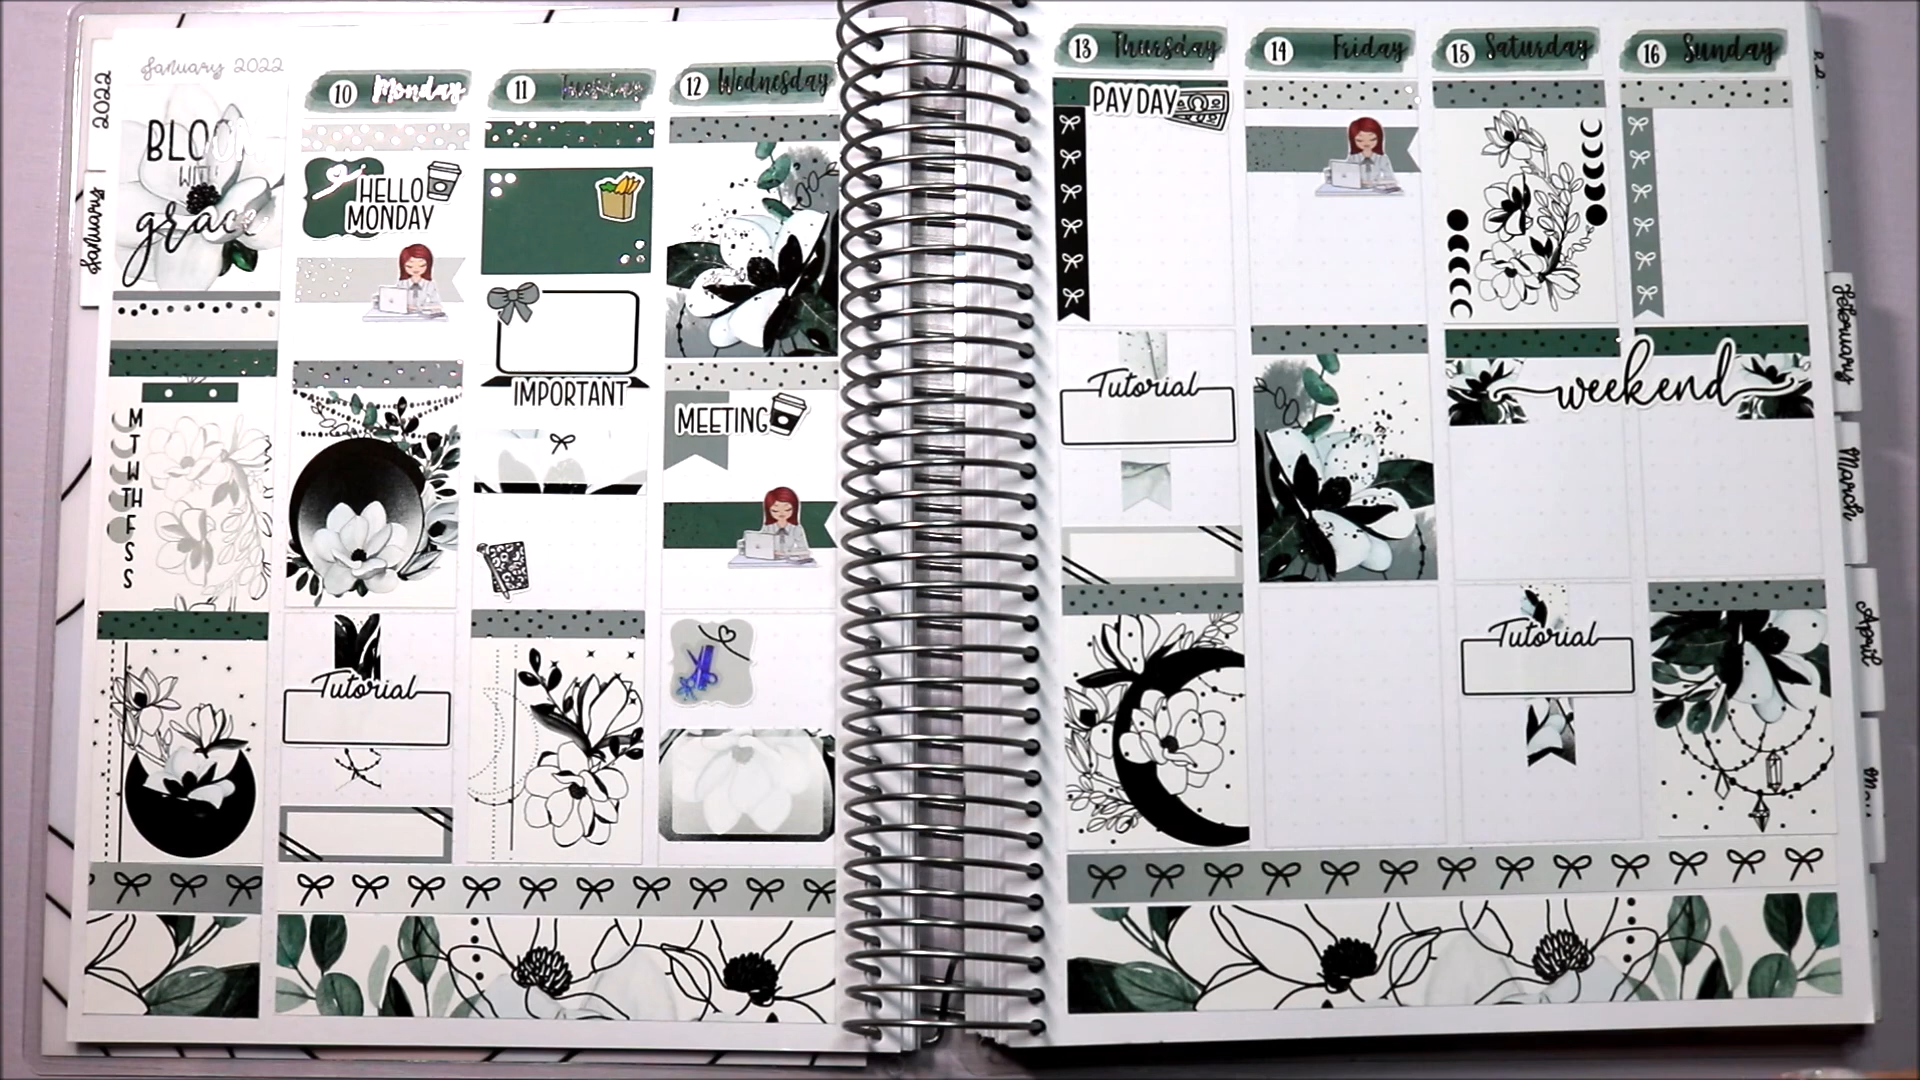 January 2022
2022
January
BLOOM
WITH
grace
M
T
W
TH
F
S
S
10 Monday
HELLO
MONDAY
Tutorial
11 Tuesday
IMPORTANT
12 Wednesday
MEETING
13 Thursday
PAY DAY
Tutorial
14 Friday
15 Saturday
weekend
Tutorial
16 Sunday
February
March
April